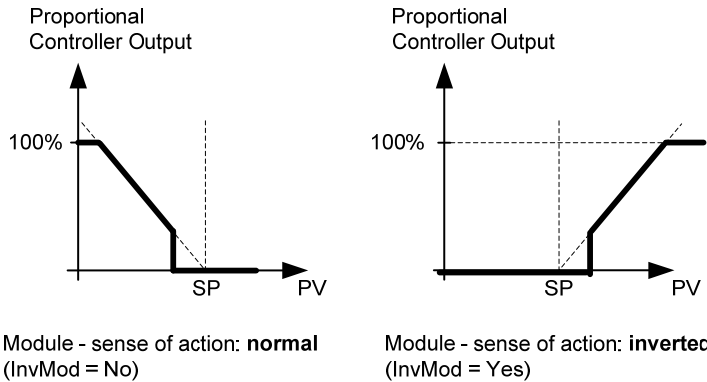 Proportional
Controller Output
100%
SP
PV
Module - sense of action: normal
(InvMod = No)
Proportional
Controller Output
100%
SP
PV
Module - sense of action: inverted
(InvMod = Yes)